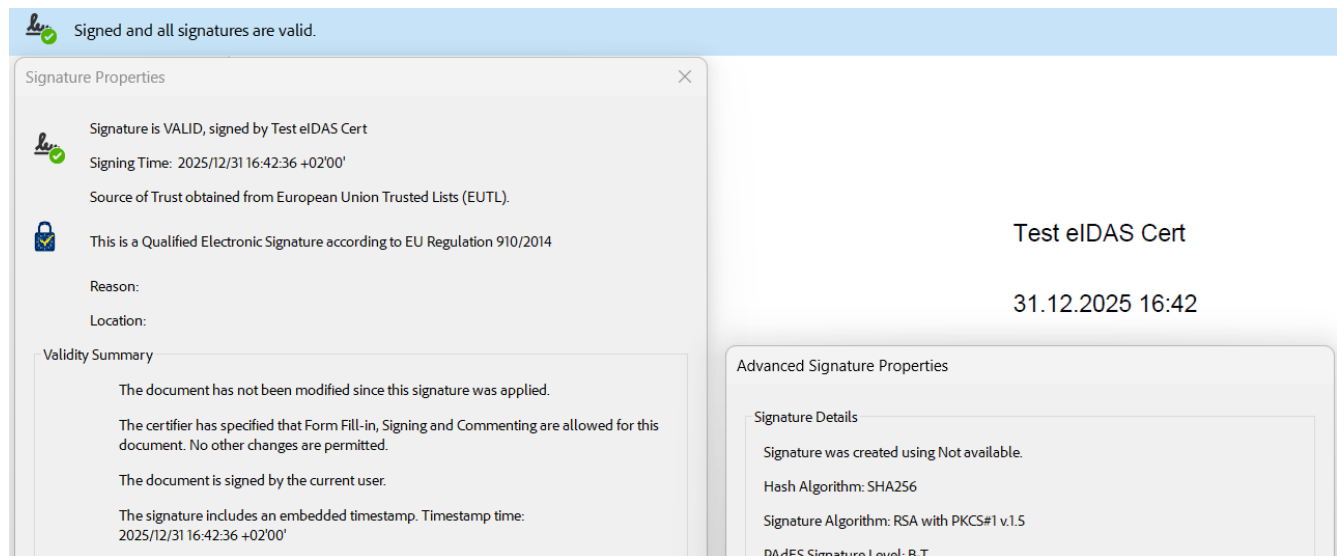 Signed and all signatures are valid.
Signature Properties
Signature is VALID, signed by Test eIDAS Cert
Signing Time: 2025/12/31 16:42:36 +02'00'
Source of Trust obtained from European Union Trusted Lists (EUTL).
This is a Qualified Electronic Signature according to EU Regulation 910/2014
Reason:
Location:
Validity Summary
The document has not been modified since this signature was applied.
The certifier has specified that Form Fill-in, Signing and Commenting are allowed for this
document. No other changes are permitted.
The document is signed by the current user.
The signature includes an embedded timestamp. Timestamp time:
2025/12/31 16:42:36 +02'00'
Test eIDAS Cert
31.12.2025 16:42
Advanced Signature Properties
Signature Details
Signature was created using Not available.
Hash Algorithm: SHA256
Signature Algorithm: RSA with PKCS#1 v.1.5
PAdES Signature Level: B-T